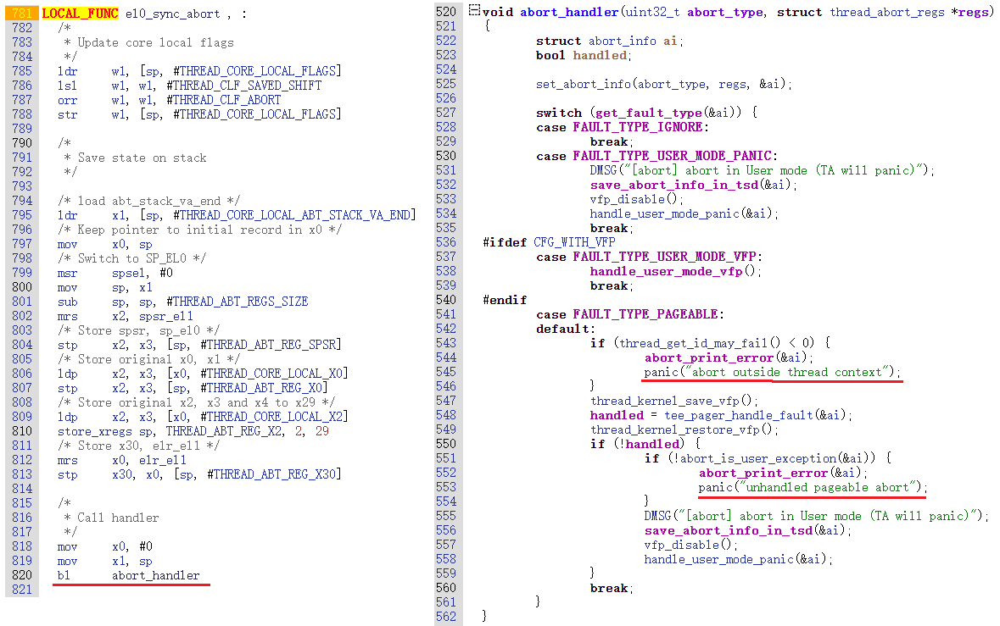 781 LOCAL_FUNC el0_sync_abort , :
782 /*
783 * Update core local flags
784 */
785 ldr w1, [sp, #THREAD_CORE_LOCAL_FLAGS]
786 lsl w1, w1, #THREAD_CLF_SAVED_SHIFT
787 orr w1, w1, #THREAD_CLF_ABORT
788 str w1, [sp, #THREAD_CORE_LOCAL_FLAGS]
789
790 /*
791 * Save state on stack
792 */
793
794 /* load abt_stack_va_end */
795 ldr x1, [sp, #THREAD_CORE_LOCAL_ABT_STACK_VA_END]
796 /* Keep pointer to initial record in x0 */
797 mov x0, sp
798 /* Switch to SP_EL0 */
799 msr spsel, #0
800 mov sp, x1
801 sub sp, sp, #THREAD_ABT_REGS_SIZE
802 mrs x2, spsr_el1
803 /* Store spsr, sp_el0 */
804 stp x2, x3, [sp, #THREAD_ABT_REG_SPSR]
805 /* Store original x0, x1 */
806 ldp x2, x3, [x0, #THREAD_CORE_LOCAL_X0]
807 stp x2, x3, [sp, #THREAD_ABT_REG_X0]
808 /* Store original x2, x3 and x4 to x29 */
809 ldp x2, x3, [x0, #THREAD_CORE_LOCAL_X2]
810 store_xregs sp, THREAD_ABT_REG_X2, 2, 29
811 /* Store x30, elr_el1 */
812 mrs x0, elr_el1
813 stp x30, x0, [sp, #THREAD_ABT_REG_X30]
814
815 /*
816 * Call handler
817 */
818 mov x0, #0
819 mov x1, sp
820 bl abort_handler
821
520 void abort_handler(uint32_t abort_type, struct thread_abort_regs *regs)
521 {
522 struct abort_info ai;
523 bool handled;
524
525 set_abort_info(abort_type, regs, &ai);
526
527 switch (get_fault_type(&ai)) {
528 case FAULT_TYPE_IGNORE:
529 break;
530 case FAULT_TYPE_USER_MODE_PANIC:
531 DMSG("[abort] abort in User mode (TA will panic)");
532 save_abort_info_in_tsd(&ai);
533 vfp_disable();
534 handle_user_mode_panic(&ai);
535 break;
536 #ifdef CFG_WITH_VFP
537 case FAULT_TYPE_USER_MODE_VFP:
538 handle_user_mode_vfp();
539 break;
540 #endif
541 case FAULT_TYPE_PAGEABLE:
542 default:
543 if (thread_get_id_may_fail() < 0) {
544 abort_print_error(&ai);
545 panic("abort outside thread context");
546 }
547 thread_kernel_save_vfp();
548 handled = tee_pager_handle_fault(&ai);
549 thread_kernel_restore_vfp();
550 if (!handled) {
551 if (!abort_is_user_exception(&ai)) {
552 abort_print_error(&ai);
553 panic("unhandled pageable abort");
554 }
555 DMSG("[abort] abort in User mode (TA will panic)");
556 save_abort_info_in_tsd(&ai);
557 vfp_disable();
558 handle_user_mode_panic(&ai);
559 }
560 break;
561 }
562 }